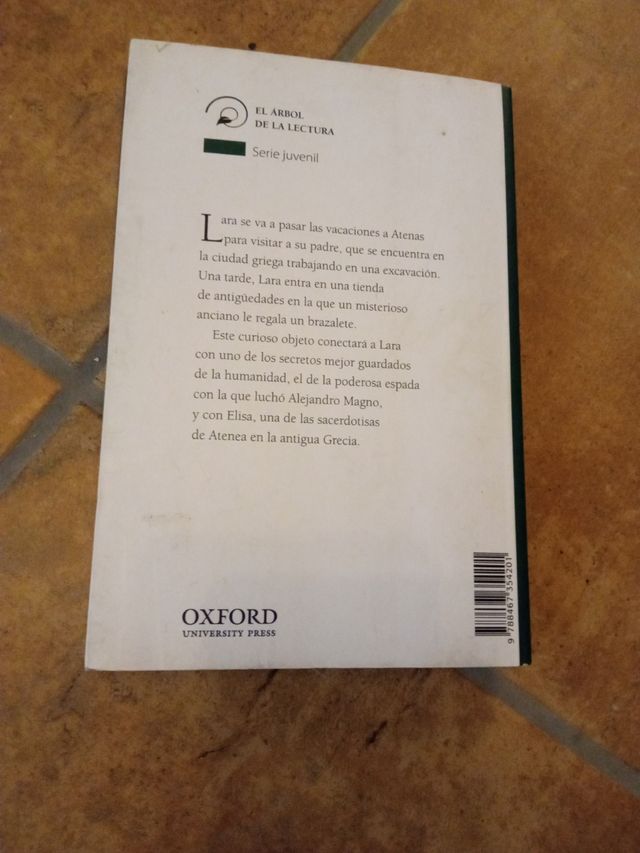 EL ÁRBOL
DE LA LECTURA
Serie juvenil
Lara se va a pasar las vacaciones a Atenas
para visitar a su padre, que se encuentra en
la ciudad griega trabajando en una excavación.
Una tarde, Lara entra en una tienda
de antigüedades en la que un misterioso
anciano le regala un brazalete.
Este curioso objeto conectará a Lara
con uno de los secretos mejor guardados
de la humanidad, el de la poderosa espada
con la que luchó Alejandro Magno,
y con Elisa, una de las sacerdotisas
de Atenea en la antigua Grecia.
OXFORD
UNIVERSITY PRESS
9 788467 354201